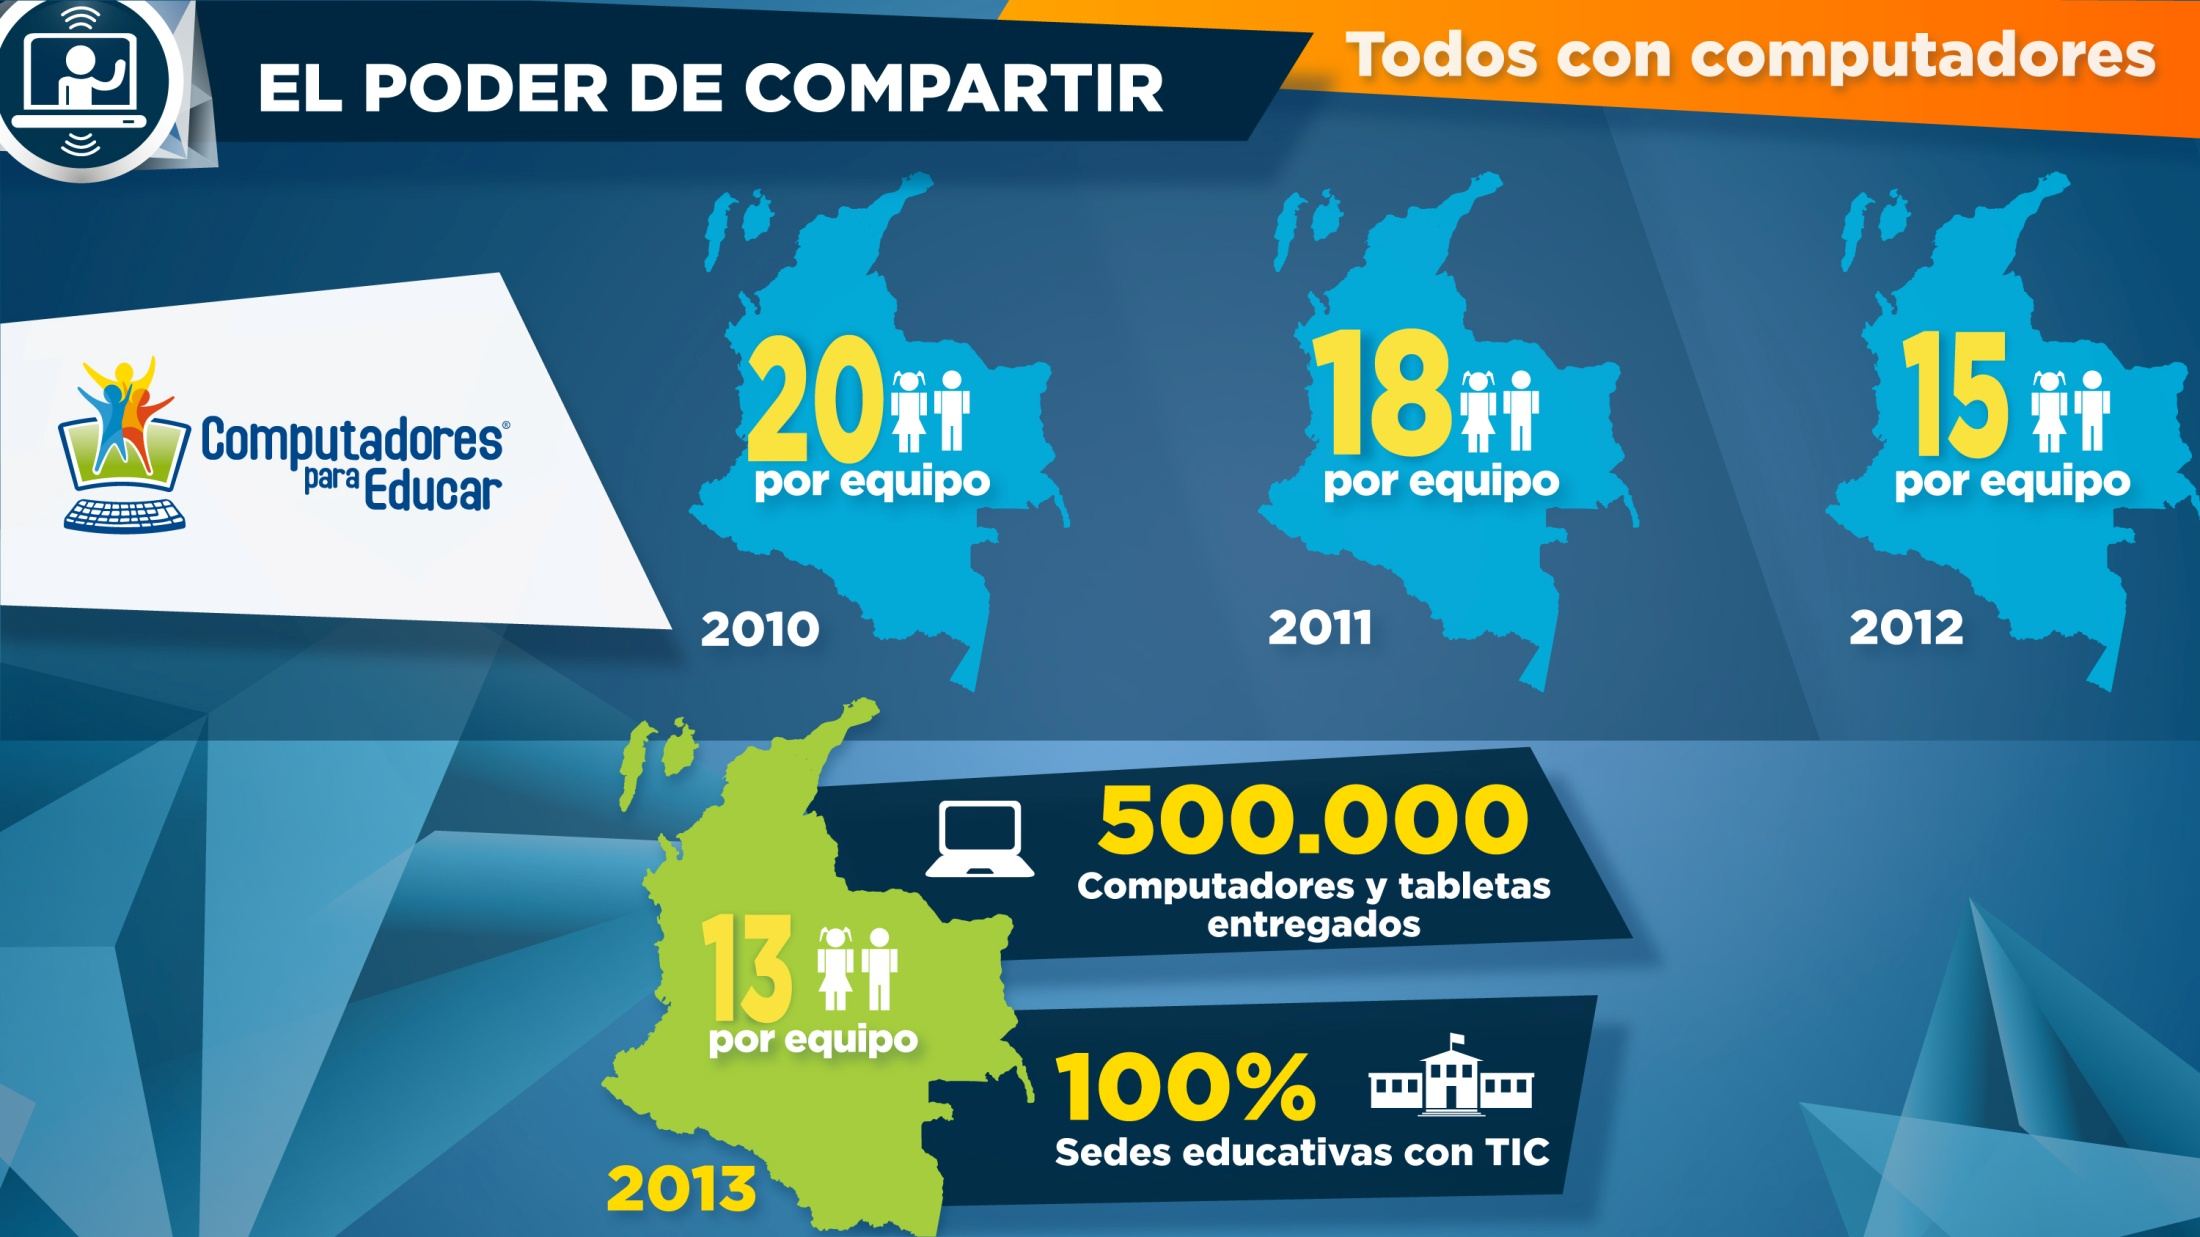 EL PODER DE COMPARTIR
Todos con computadores
Computadores®
para Educar
20
por equipo
2010
18
por equipo
2011
15
por equipo
2012
13
por equipo
2013
500.000
Computadores y tabletas
entregados
100%
Sedes educativas con TIC